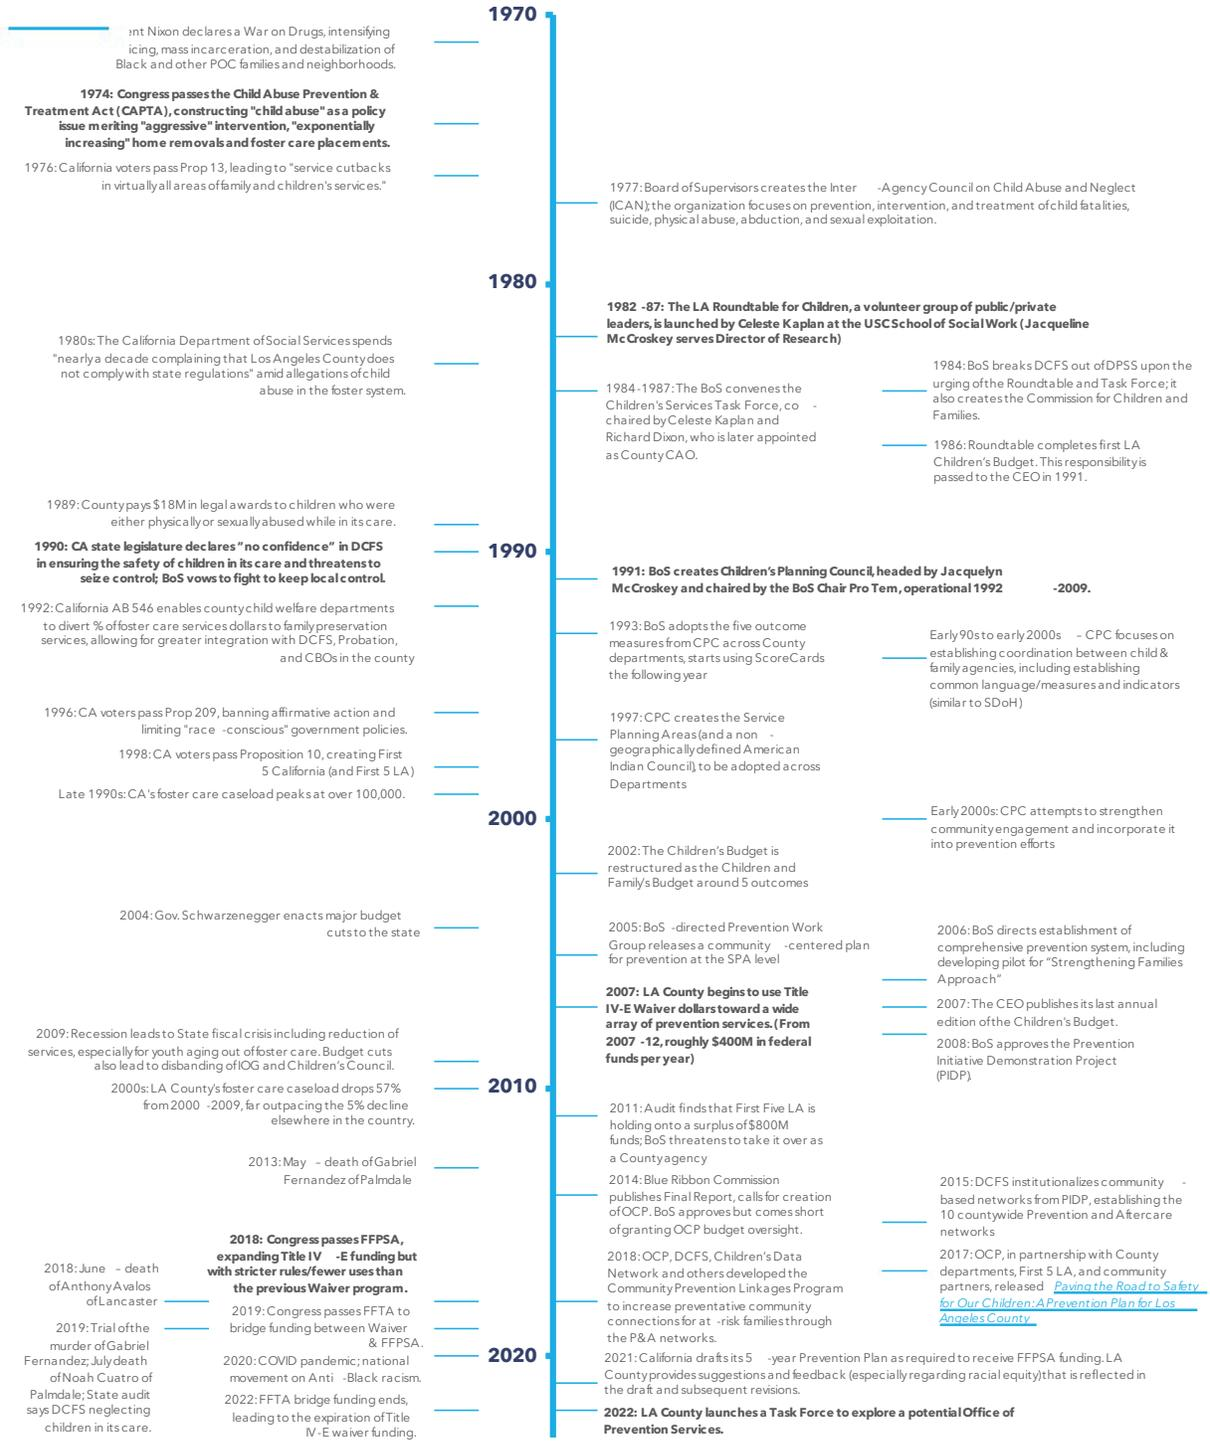 1970
ent Nixon declares a War on Drugs, intensifying
icing, mass incarceration, and destabilization of
Black and other POC families and neighborhoods.
1974: Congress passes the Child Abuse Prevention &
Treatment Act (CAPTA), constructing "child abuse" as a policy
issue meriting "aggressive" intervention, "exponentially
increasing" home removals and foster care placements.
1976: California voters pass Prop 13, leading to "service cutbacks
in virtually all areas of family and children's services."
1977: Board of Supervisors creates the Inter -Agency Council on Child Abuse and Neglect
(ICAN); the organization focuses on prevention, intervention, and treatment of child fatalities,
suicide, physical abuse, abduction, and sexual exploitation.
1980
1982 -87: The LA Roundtable for Children, a volunteer group of public/private
leaders, is launched by Celeste Kaplan at the USC School of Social Work (Jacqueline
McCroskey serves Director of Research)
1980s: The California Department of Social Services spends
"nearly a decade complaining that Los Angeles County does
not comply with state regulations" amid allegations of child
abuse in the foster system.
1984-1987: The BoS convenes the
Children's Services Task Force, co -
chaired by Celeste Kaplan and
Richard Dixon, who is later appointed
as County CAO.
1984: BoS breaks DCFS out of DPSS upon the
urging of the Roundtable and Task Force; it
also creates the Commission for Children and
Families.
1986: Roundtable completes first LA
Children's Budget. This responsibility is
passed to the CEO in 1991.
1989: County pays $18M in legal awards to children who were
either physically or sexually abused while in its care.
1990: CA state legislature declares "no confidence" in DCFS
in ensuring the safety of children in its care and threatens to
seize control; BoS vows to fight to keep local control.
1990
1991: BoS creates Children's Planning Council, headed by Jacquelyn
McCroskey and chaired by the BoS Chair Pro Tem, operational 1992 -2009.
1992: California AB 546 enables county child welfare departments
to divert % of foster care services dollars to family preservation
services, allowing for greater integration with DCFS, Probation,
and CBOs in the county
1993: BoS adopts the five outcome
measures from CPC across County
departments, starts using ScoreCards
the following year
Early 90s to early 2000s – CPC focuses on
establishing coordination between child &
family agencies, including establishing
common language/measures and indicators
(similar to SDoH)
1996: CA voters pass Prop 209, banning affirmative action and
limiting "race -conscious" government policies.
1998: CA voters pass Proposition 10, creating First
5 California (and First 5 LA)
Late 1990s: CA's foster care caseload peaks at over 100,000.
1997: CPC creates the Service
Planning Areas (and a non -
geographically defined American
Indian Council), to be adopted across
Departments
2000
Early 2000s: CPC attempts to strengthen
community engagement and incorporate it
into prevention efforts
2002: The Children's Budget is
restructured as the Children and
Family's Budget around 5 outcomes
2004: Gov. Schwarzenegger enacts major budget
cuts to the state
2005: BoS -directed Prevention Work
Group releases a community -centered plan
for prevention at the SPA level
2006: BoS directs establishment of
comprehensive prevention system, including
developing pilot for "Strengthening Families
Approach"
2007: LA County begins to use Title
IV-E Waiver dollars toward a wide
array of prevention services. (From
2007 -12, roughly $400M in federal
funds per year)
2007: The CEO publishes its last annual
edition of the Children's Budget.
2008: BoS approves the Prevention
Initiative Demonstration Project
(PIDP).
2009: Recession leads to State fiscal crisis including reduction of
services, especially for youth aging out of foster care. Budget cuts
also lead to disbanding of IOG and Children's Council.
2000s: LA County's foster care caseload drops 57%
from 2000 -2009, far outpacing the 5% decline
elsewhere in the country.
2010
2011: Audit finds that First Five LA is
holding onto a surplus of $800M
funds; BoS threatens to take it over as
a County agency
2013: May – death of Gabriel
Fernandez of Palmdale
2014: Blue Ribbon Commission
publishes Final Report, calls for creation
of OCP. BoS approves but comes short
of granting OCP budget oversight.
2015: DCFS institutionalizes community -
based networks from PIDP, establishing the
10 countywide Prevention and Aftercare
networks
2018: Congress passes FFPSA,
expanding Title IV -E funding but
with stricter rules/fewer uses than
the previous Waiver program.
2018: June – death
of Anthony Avalos
of Lancaster
2018: OCP, DCFS, Children's Data
Network and others developed the
Community Prevention Linkages Program
to increase preventative community
connections for at -risk families through
the P&A networks.
2017: OCP, in partnership with County
departments, First 5 LA, and community
partners, released Paving the Road to Safety
for Our Children: A Prevention Plan for Los
Angeles County
2019: Congress passes FFTA to
bridge funding between Waiver
& FFPSA.
2019: Trial of the
murder of Gabriel
Fernandez; July death
of Noah Cuatro of
Palmdale; State audit
says DCFS neglecting
children in its care.
2020
2020: COVID pandemic; national
movement on Anti -Black racism.
2021: California drafts its 5 -year Prevention Plan as required to receive FFPSA funding. LA
County provides suggestions and feedback (especially regarding racial equity) that is reflected in
the draft and subsequent revisions.
2022: FFTA bridge funding ends,
leading to the expiration of Title
IV-E waiver funding.
2022: LA County launches a Task Force to explore a potential Office of
Prevention Services.